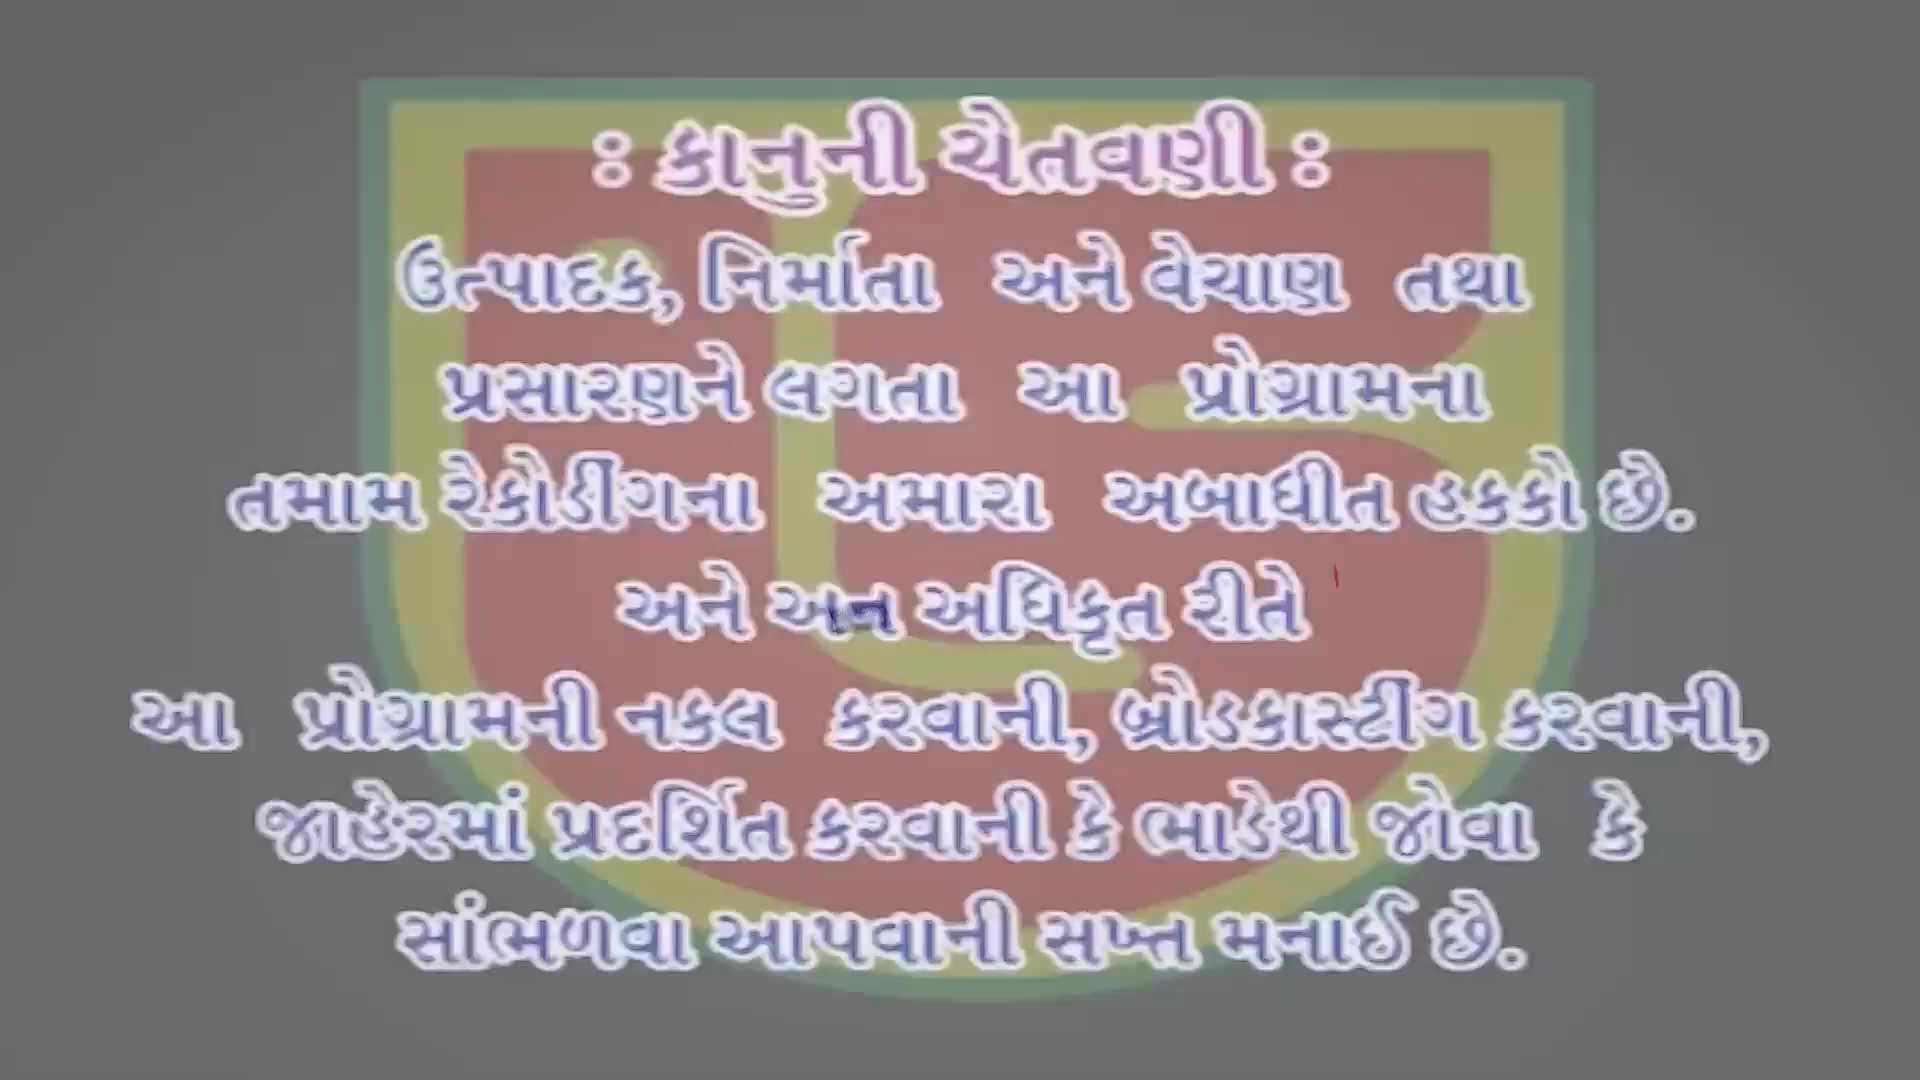 : કાનુની ચેતવણી :
ઉત્પાદક, નિર્માતા અને વેચાણ તથા
પ્રસારણને લગતા આ પ્રોગ્રામના
તમામ રેકોર્ડીંગના અમારા અબાધીત હકકો છે.
અને અન અધિકૃત રીતે
આ પ્રોગ્રામની નકલ કરવાની, બ્રોડકાસ્ટીંગ કરવાની,
જાહેરમાં પ્રદર્શિત કરવાની કે ભાડેથી જોવા કે
સાંભળવા આપવાની સખ્ત મનાઈ છે.